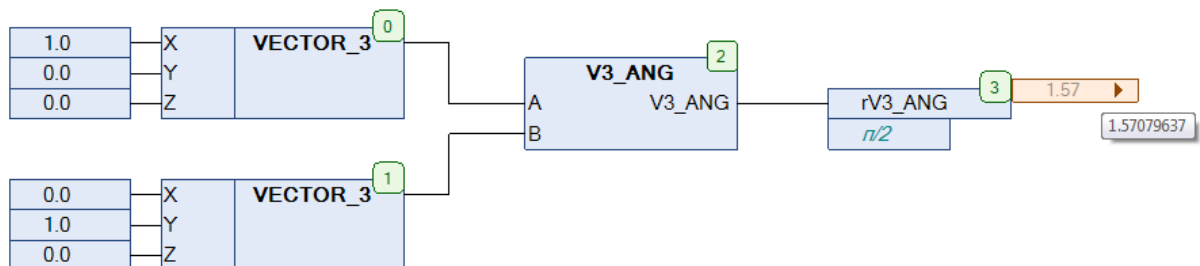 1.0 X VECTOR_3 0
0.0 Y
0.0 Z
V3_ANG 2
A V3_ANG
B
rV3_ANG 3 1.57
π/2
1.57079637
0.0 X VECTOR_3 1
1.0 Y
0.0 Z